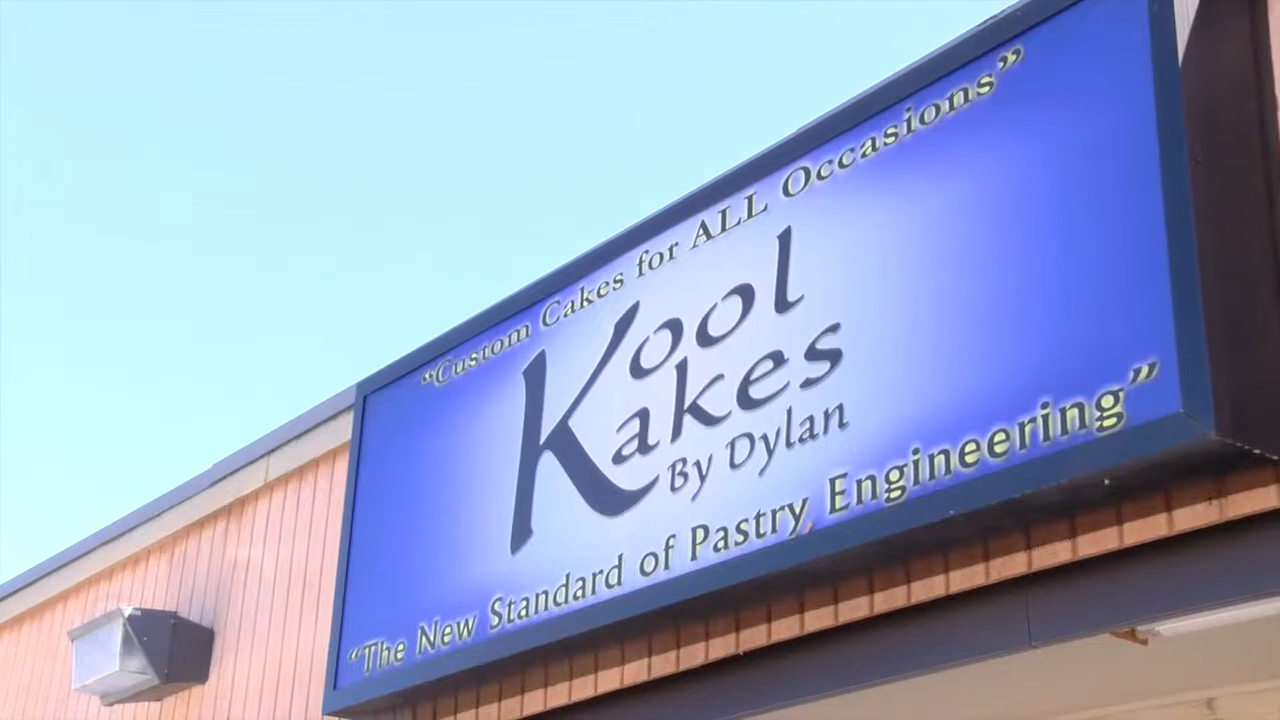 “Custom Cakes for ALL Occasions”
Kool
Kakes
By Dylan
“The New Standard of Pastry Engineering”